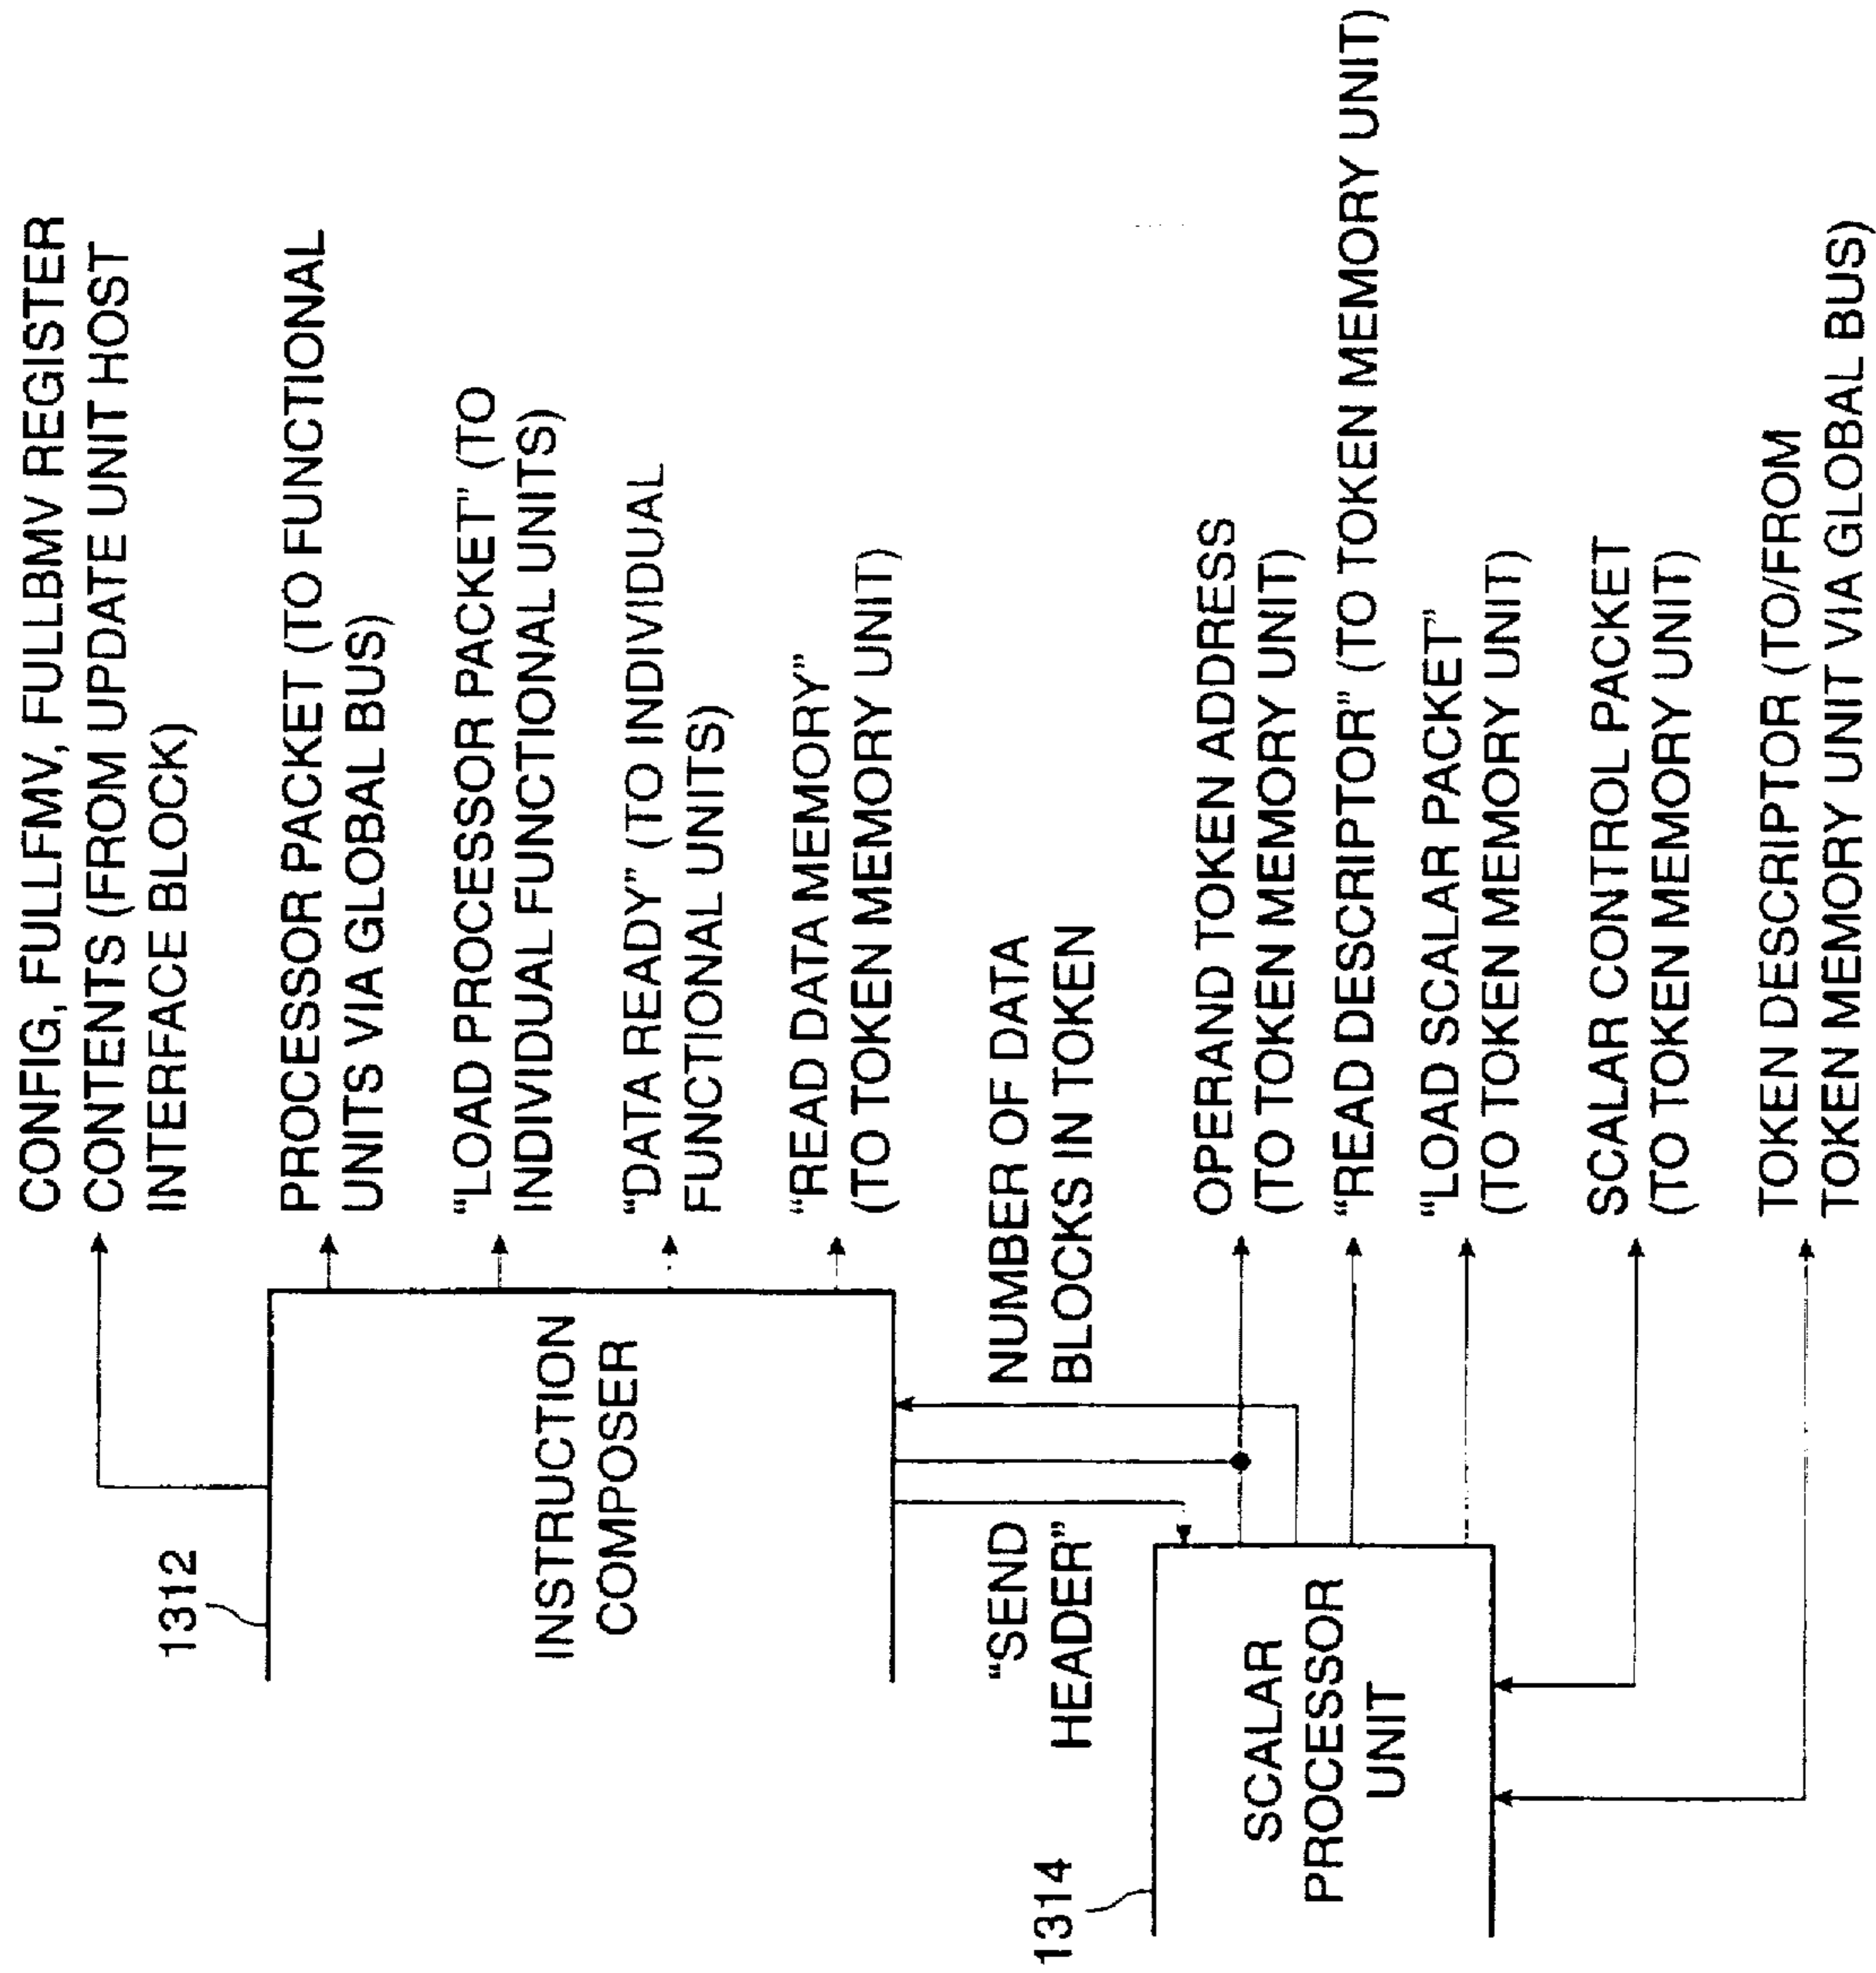 CONFIG, FULLFMV, FULLBMV REGISTER
CONTENTS (FROM UPDATE UNIT HOST
INTERFACE BLOCK)
1312
PROCESSOR PACKET (TO FUNCTIONAL
UNITS VIA GLOBAL BUS)
"LOAD PROCESSOR PACKET" (TO
INDIVIDUAL FUNCTIONAL UNITS)
INSTRUCTION
COMPOSER
"DATA READY" (TO INDIVIDUAL
FUNCTIONAL UNITS)
"READ DATA MEMORY"
(TO TOKEN MEMORY UNIT)
"SEND
HEADER"
NUMBER OF DATA
BLOCKS IN TOKEN
1314
OPERAND TOKEN ADDRESS
(TO TOKEN MEMORY UNIT)
SCALAR
PROCESSOR
UNIT
"READ DESCRIPTOR" (TO TOKEN MEMORY UNIT)
"LOAD SCALAR PACKET"
(TO TOKEN MEMORY UNIT)
SCALAR CONTROL PACKET
(TO TOKEN MEMORY UNIT)
TOKEN DESCRIPTOR (TO/FROM
TOKEN MEMORY UNIT VIA GLOBAL BUS)